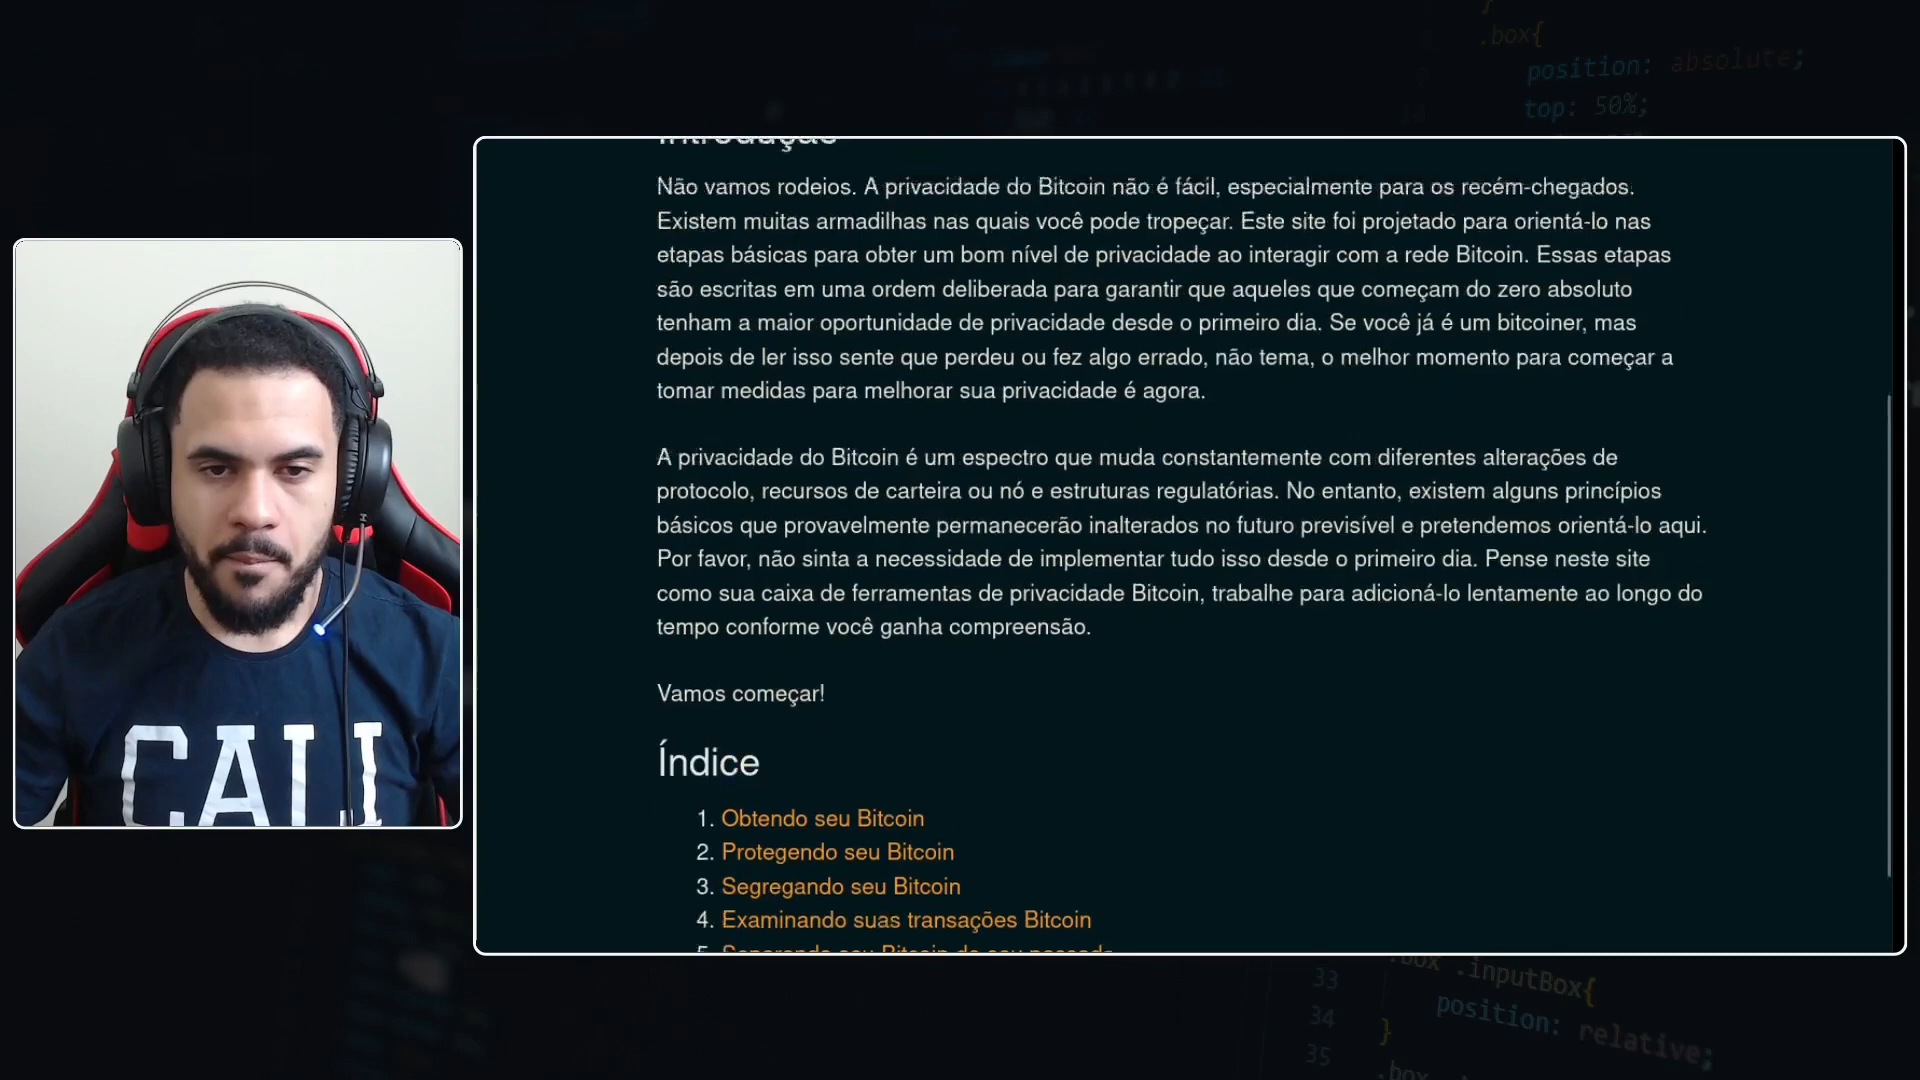 }
.box{
position: absolute;
top: 50%;
Introdução
Não vamos rodeios. A privacidade do Bitcoin não é fácil, especialmente para os recém-chegados.
Existem muitas armadilhas nas quais você pode tropeçar. Este site foi projetado para orientá-lo nas
etapas básicas para obter um bom nível de privacidade ao interagir com a rede Bitcoin. Essas etapas
são escritas em uma ordem deliberada para garantir que aqueles que começam do zero absoluto
tenham a maior oportunidade de privacidade desde o primeiro dia. Se você já é um bitcoiner, mas
depois de ler isso sente que perdeu ou fez algo errado, não tema, o melhor momento para começar a
tomar medidas para melhorar sua privacidade é agora.
A privacidade do Bitcoin é um espectro que muda constantemente com diferentes alterações de
protocolo, recursos de carteira ou nó e estruturas regulatórias. No entanto, existem alguns princípios
básicos que provavelmente permanecerão inalterados no futuro previsível e pretendemos orientá-lo aqui.
Por favor, não sinta a necessidade de implementar tudo isso desde o primeiro dia. Pense neste site
como sua caixa de ferramentas de privacidade Bitcoin, trabalhe para adicioná-lo lentamente ao longo do
tempo conforme você ganha compreensão.
Vamos começar!
Índice
1. Obtendo seu Bitcoin
2. Protegendo seu Bitcoin
3. Segregando seu Bitcoin
4. Examinando suas transações Bitcoin
5. Separando seu Bitcoin do seu passado
CALI
.box .inputBox{
33
position: relative;
34
}
35
.box